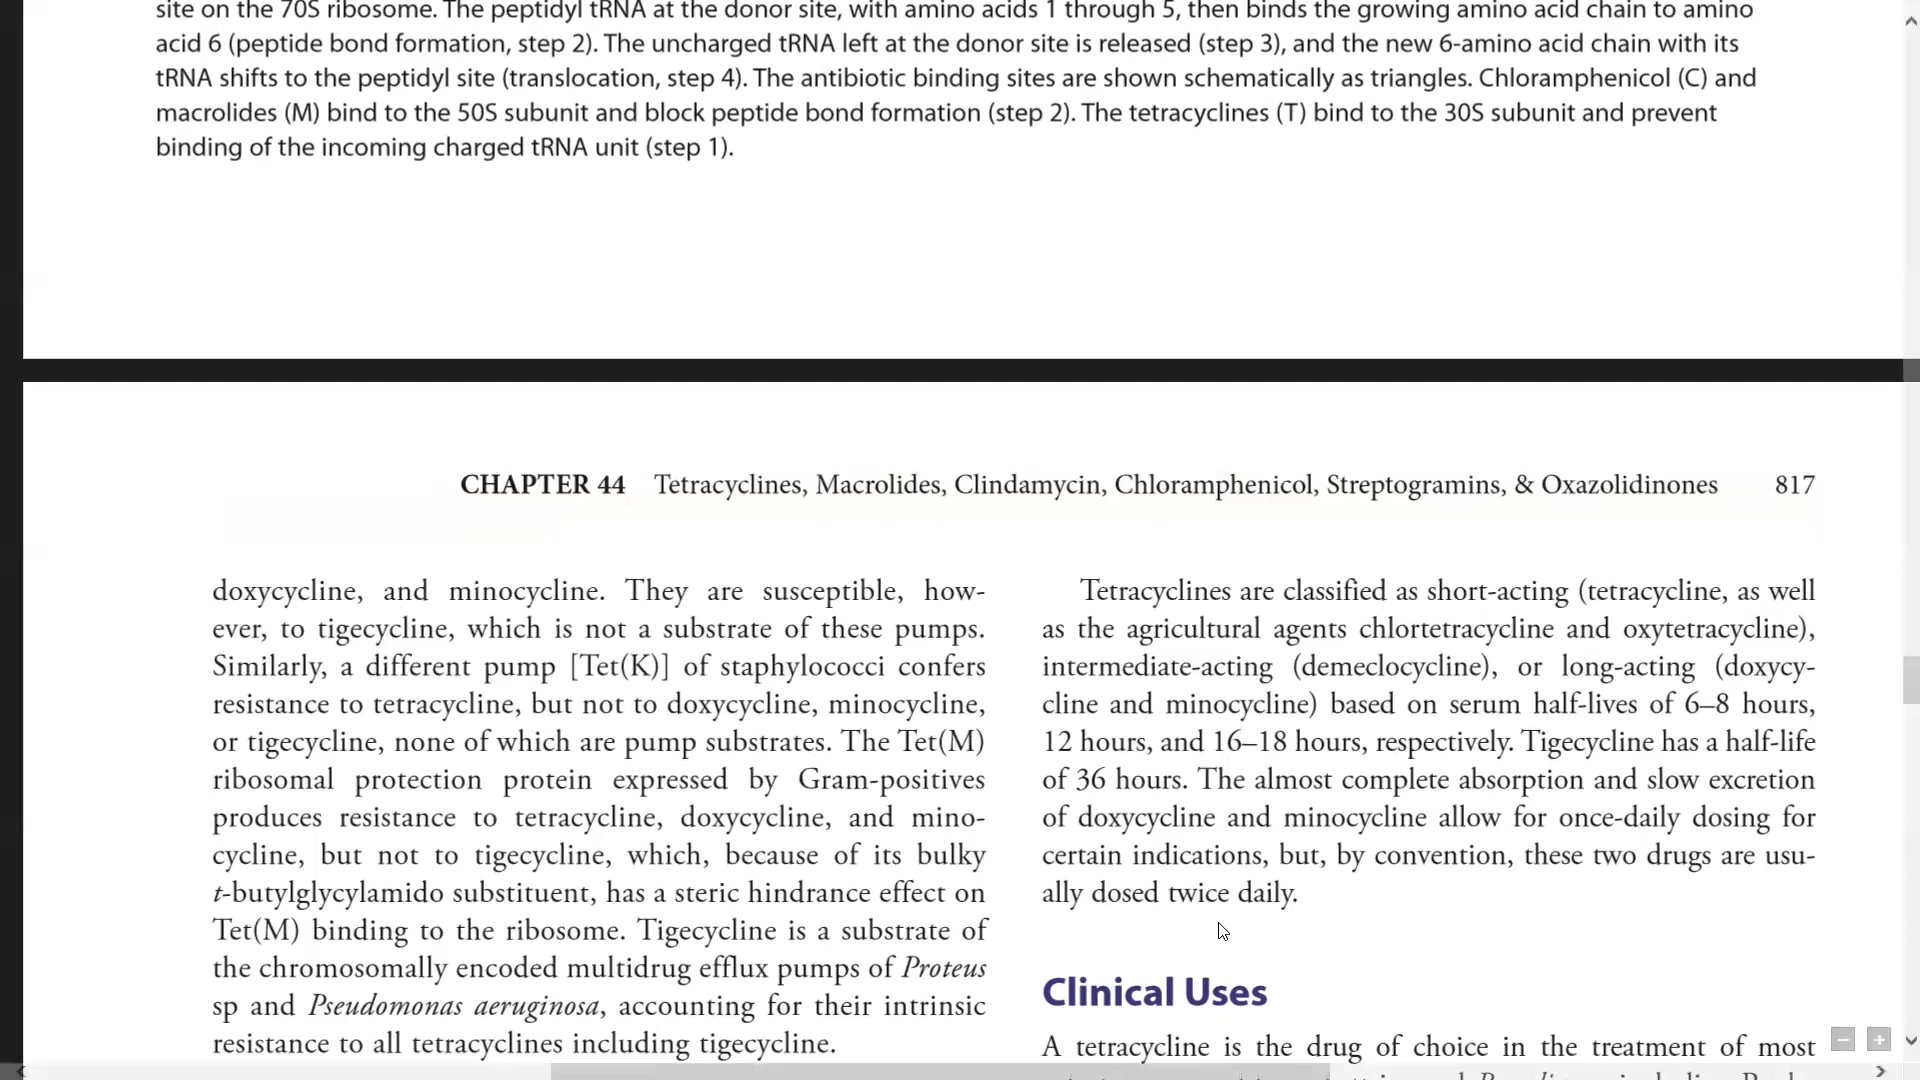 site on the 70S ribosome. The peptidyl tRNA at the donor site, with amino acids 1 through 5, then binds the growing amino acid chain to amino
acid 6 (peptide bond formation, step 2). The uncharged tRNA left at the donor site is released (step 3), and the new 6-amino acid chain with its
tRNA shifts to the peptidyl site (translocation, step 4). The antibiotic binding sites are shown schematically as triangles. Chloramphenicol (C) and
macrolides (M) bind to the 50S subunit and block peptide bond formation (step 2). The tetracyclines (T) bind to the 30S subunit and prevent
binding of the incoming charged tRNA unit (step 1).
CHAPTER 44 Tetracyclines, Macrolides, Clindamycin, Chloramphenicol, Streptogramins, & Oxazolidinones 817
doxycycline, and minocycline. They are susceptible, how-
ever, to tigecycline, which is not a substrate of these pumps.
Similarly, a different pump [Tet(K)] of staphylococci confers
resistance to tetracycline, but not to doxycycline, minocycline,
or tigecycline, none of which are pump substrates. The Tet(M)
ribosomal protection protein expressed by Gram-positives
produces resistance to tetracycline, doxycycline, and mino-
cycline, but not to tigecycline, which, because of its bulky
t-butylglycylamido substituent, has a steric hindrance effect on
Tet(M) binding to the ribosome. Tigecycline is a substrate of
the chromosomally encoded multidrug efflux pumps of Proteus
sp and Pseudomonas aeruginosa, accounting for their intrinsic
resistance to all tetracyclines including tigecycline.
Tetracyclines are classified as short-acting (tetracycline, as well
as the agricultural agents chlortetracycline and oxytetracycline),
intermediate-acting (demeclocycline), or long-acting (doxycy-
cline and minocycline) based on serum half-lives of 6–8 hours,
12 hours, and 16–18 hours, respectively. Tigecycline has a half-life
of 36 hours. The almost complete absorption and slow excretion
of doxycycline and minocycline allow for once-daily dosing for
certain indications, but, by convention, these two drugs are usu-
ally dosed twice daily.
Clinical Uses
A tetracycline is the drug of choice in the treatment of most